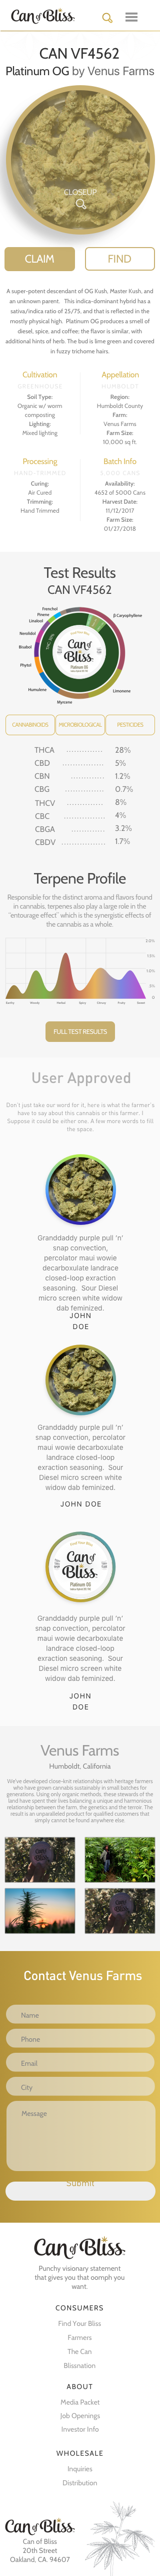 Can of Bliss
CAN VF4562
Platinum OG by Venus Farms
CLOSEUP
CLAIM
FIND
A super-potent descendant of OG Kush, Master Kush, and
an unknown parent. This indica-dominant hybrid has a
sativa/indica ratio of 25/75, and that is reflected in the
mostly physical high. Platinum OG produces a smell of
diesel, spice, and coffee; the flavor is similar, with
additional hints of herb. The bud is lime green and covered
in fuzzy trichome hairs.
Cultivation
GREENHOUSE
Soil Type:
Organic w/ worm
composting
Lighting:
Mixed lighting
Appellation
HUMBOLDT
Region:
Humboldt County
Farm:
Venus Farms
Farm Size:
10,000 sq ft.
Processing
HAND TRIMMED
Curing:
Air Cured
Trimming:
Hand Trimmed
Batch Info
5,000 CANS
Availability:
4652 of 5000 Cans
Harvest Date:
11/12/2017
Farm Size:
01/27/2018
Test Results
CAN VF4562
Fenchol
Pinene
Linalool
Nerolidol
Bisabol
Phytol
Humulene
Myrcene
Limonene
B Caryophyllene
Can of Bliss
Platinum OG
CANNABINOIDS
MICROBIOLOGICAL
PESTICIDES
THCA .............. 28%
CBD ................ 5%
CBN ............. 1.2%
CBG ............... 0.7%
THCV .............. 8%
CBC ................ 4%
CBGA ............. 3.2%
CBDV ................ 1.7%
Terpene Profile
Responsible for the distinct aroma and flavors found
in cannabis, terpenes also play a large role in the
"entourage effect" which is the synergistic effects of
the cannabis as a whole.
2.0%
1.5%
1.0%
.5%
0
Earthy
Woody
Herbal
Spicy
Citrusy
Fruity
Sweet
FULL TEST RESULTS
User Approved
Don't just take our word for it, here is what the farmer's
have to say about this cannabis or this farmer. )
Suppose it could be either one. A few more words to fill
the space.
Grandaddy purple pull 'n'
snap convection,
percolator maui wowie
decarboxulate landrace
closed-loop exraction
seasoning. Sour Diesel
micro screen white widow
dab feminized.
JOHN
DOE
Grandaddy purple pull 'n'
snap convection, percolator
maui wowie decarboxulate
landrace closed-loop
exraction seasoning. Sour
Diesel micro screen white
widow dab feminized.
JOHN DOE
Can of Bliss
Platinum OG
Grandaddy purple pull 'n'
snap convection, percolator
maui wowie decarboxulate
landrace closed-loop
exraction seasoning. Sour
Diesel micro screen white
widow dab feminized.
JOHN
DOE
Venus Farms
Humboldt, California
We've developed close-knit relationships with heritage farmers
who have grown cannabis sustainably in small batches for
generations. Using only organic methods, these stewards of the
land have spent their lives balancing a unique and harmonious
relationship between the farm, the genetics and the terroir. The
result is an unparalleled product for qualified customers that
simply cannot be found anywhere else.
Contact Venus Farms
Name
Phone
Email
City
Message
Submit
Can of Bliss
Punchy visionary statement
that gives you that oomph you
want.
CONSUMERS
Find Your Bliss
Farmers
The Can
Blissnation
ABOUT
Media Packet
Job Openings
Investor Info
WHOLESALE
Inquiries
Distribution
Can of Bliss
Can of Bliss
20th Street
Oakland, CA. 94607